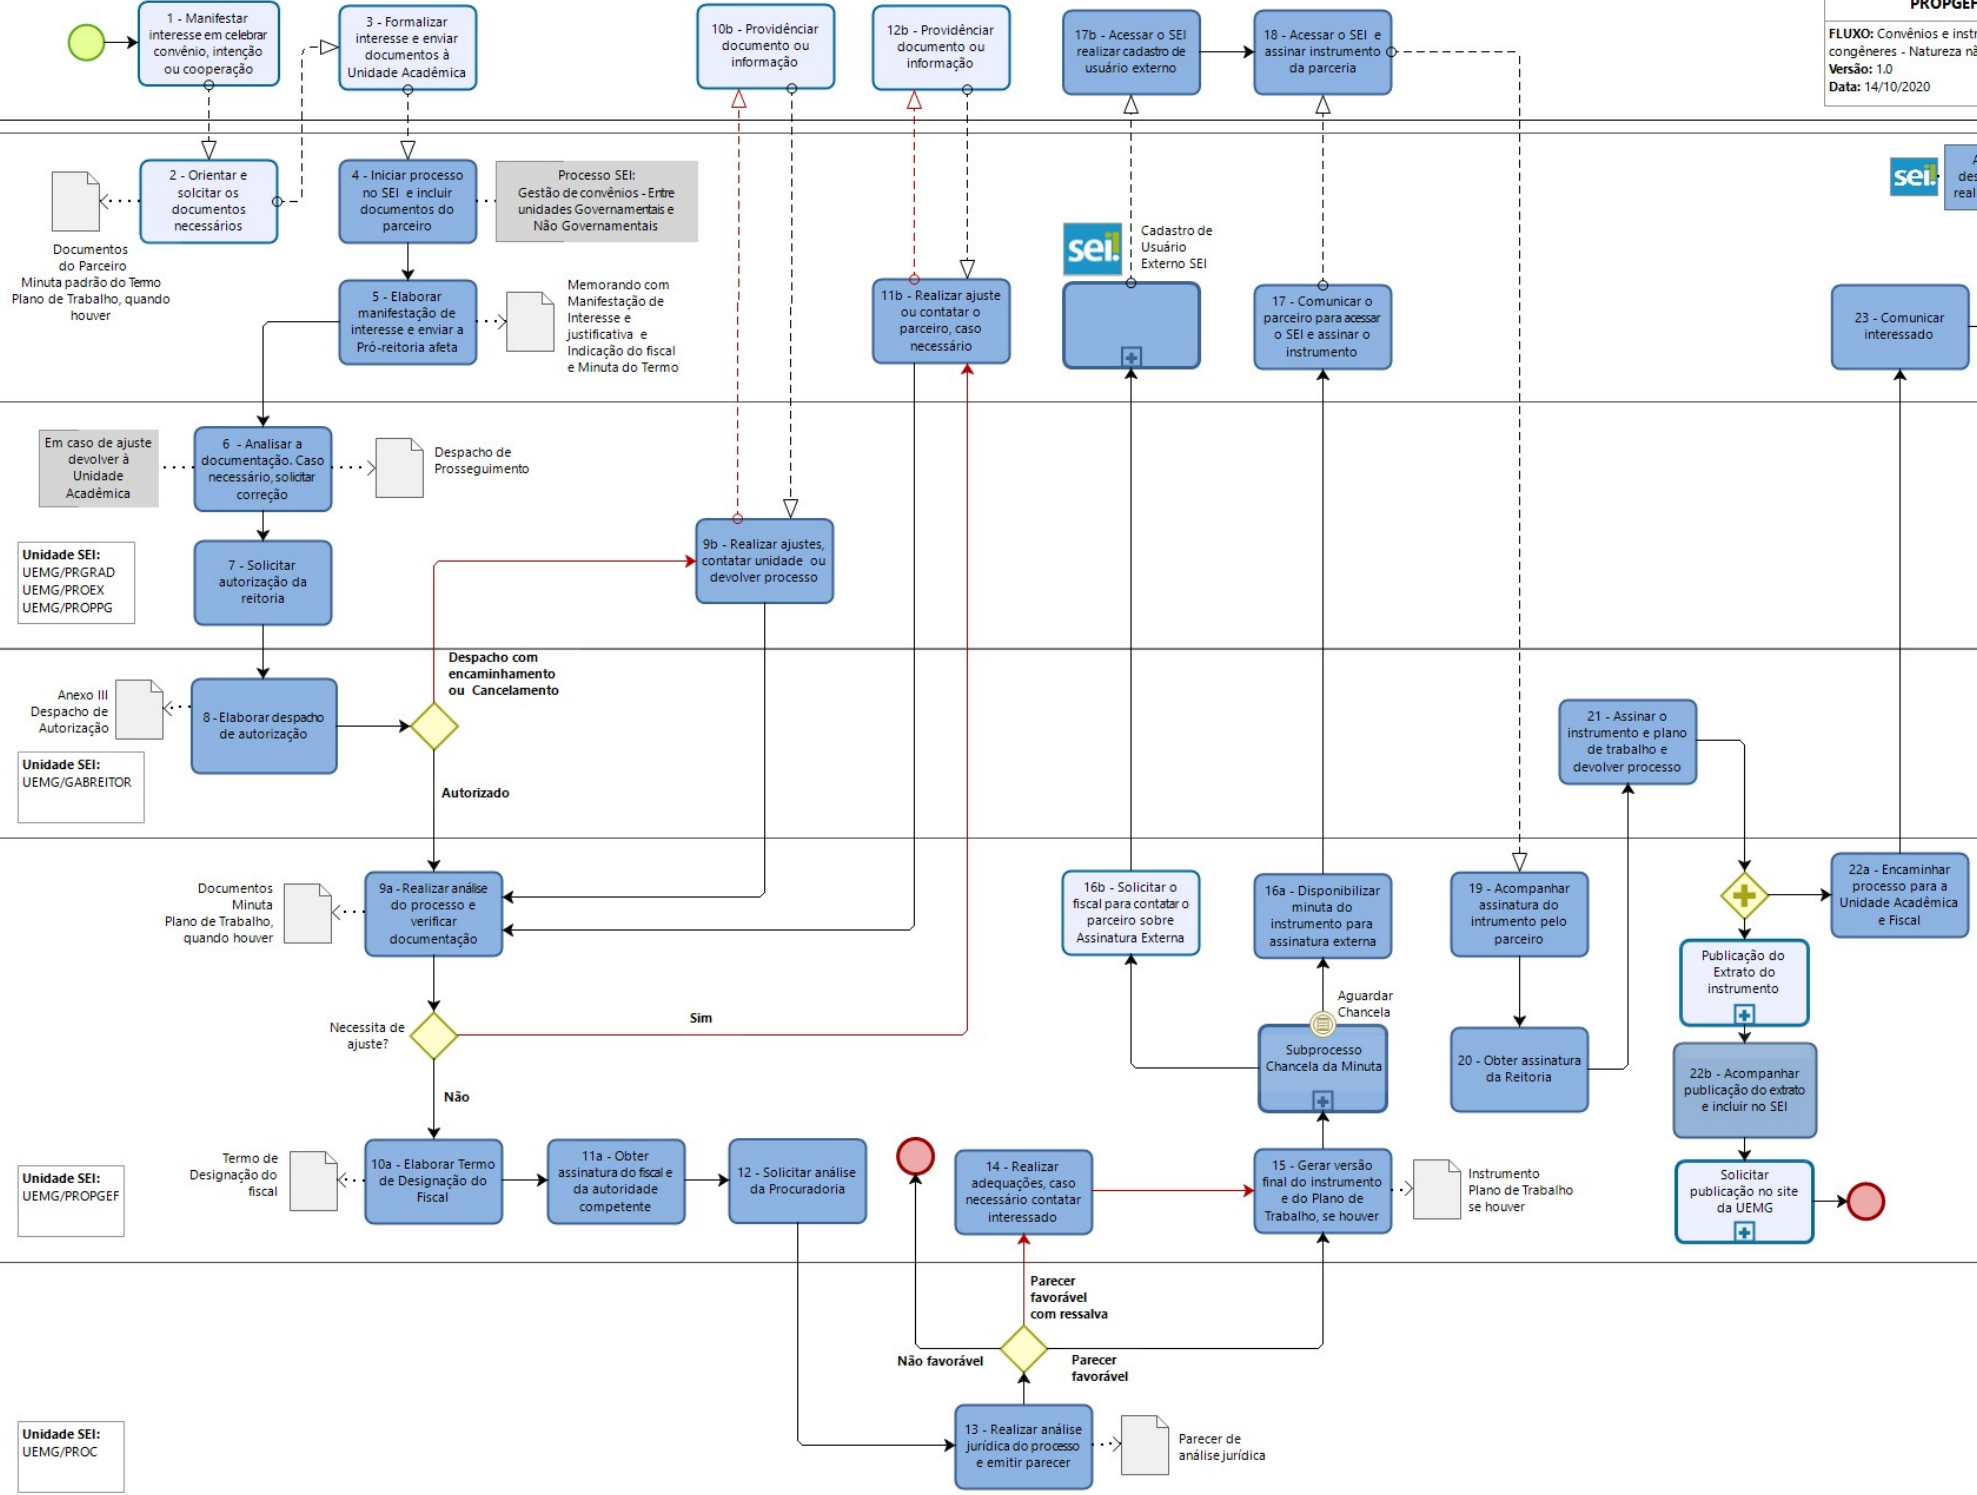 1 - Manifestar
interesse em celebrar
convênio, intenção
ou cooperação
3 - Formalizar
interesse e enviar
documentos à
Unidade Acadêmica
10b - Providência
documento ou
informação
12b - Providência
documento ou
informação
17b - Acessar o SEI
realizar cadastro de
usuário externo
18 - Acessar o SEI e
assinar instrumento
da parceria
PROPGEF
FLUXO: Convênios e instr
congêneres - Natureza nã
Versão: 1.0
Data: 14/10/2020
2 - Orientar e
solcitar os
documentos
necessários
Documentos
do Parceiro
Minuta padrão do Termo
Plano de Trabalho, quando
houver
4 - Iniciar processo
no SEI e incluir
documentos do
parceiro
Processo SEI:
Gestão de convênios - Entre
unidades Governamentais e
Não Governamentais
5 - Elaborar
manifestação de
interesse e enviar a
Pró-reitoria afeta
Memorando com
Manifestação de
Interesse e
justificativa e
Indicação do fiscal
e Minuta do Termo
11b - Realizar ajuste
ou contatar o
parceiro, caso
necessário
sei!
Cadastro de
Usuário
Externo SEI
17 - Comunicar o
parceiro para acessar
o SEI e assinar o
instrumento
sei!
A
des
real
23 - Comunicar
interessado
Em caso de ajuste
devolver à
Unidade
Acadêmica
6 - Analisar a
documentação. Caso
necessário, solicitar
correção
Despacho de
Prosseguimento
Unidade SEI:
UEMG/PRGRAD
UEMG/PROEX
UEMG/PROPPG
7 - Solicitar
autorização da
reitoria
9b - Realizar ajustes,
contatar unidade ou
devolver processo
Despacho com
encaminhamento
ou Cancelamento
Anexo III
Despacho de
Autorização
8 - Elaborar despacho
de autorização
Unidade SEI:
UEMG/GABREITOR
Autorizado
21 - Assinar o
instrumento e plano
de trabalho e
devolver processo
Documentos
Minuta
Plano de Trabalho,
quando houver
9a - Realizar análise
do processo e
verificar
documentação
16b - Solicitar o
fiscal para contatar o
parceiro sobre
Assinatura Externa
16a - Disponibilizar
minuta do
instrumento para
assinatura externa
19 - Acompanhar
assinatura do
intrumento pelo
parceiro
22a - Encaminhar
processo para a
Unidade Acadêmica
e Fiscal
Necessita de
ajuste?
Sim
Não
Aguardar
Chancela
Subprocesso
Chancela da Minuta
20 - Obter assinatura
da Reitoria
Publicação do
Extrato do
instrumento
22b - Acompanhar
publicação do extrato
e incluir no SEI
Unidade SEI:
UEMG/PROPGEF
Termo de
Designação do
fiscal
10a - Elaborar Termo
de Designação do
Fiscal
11a - Obter
assinatura do fiscal e
da autoridade
competente
12 - Solicitar análise
da Procuradoria
14 - Realizar
adequações, caso
necessário contatar
interessado
15 - Gerar versão
final do instrumento
e do Plano de
Trabalho, se houver
Instrumento
Plano de Trabalho
se houver
Solicitar
publicação no site
da UEMG
Parecer
favorável
com ressalva
Não favorável
Parecer
favorável
Unidade SEI:
UEMG/PROC
13 - Realizar análise
jurídica do processo
e emitir parecer
Parecer de
análise jurídica